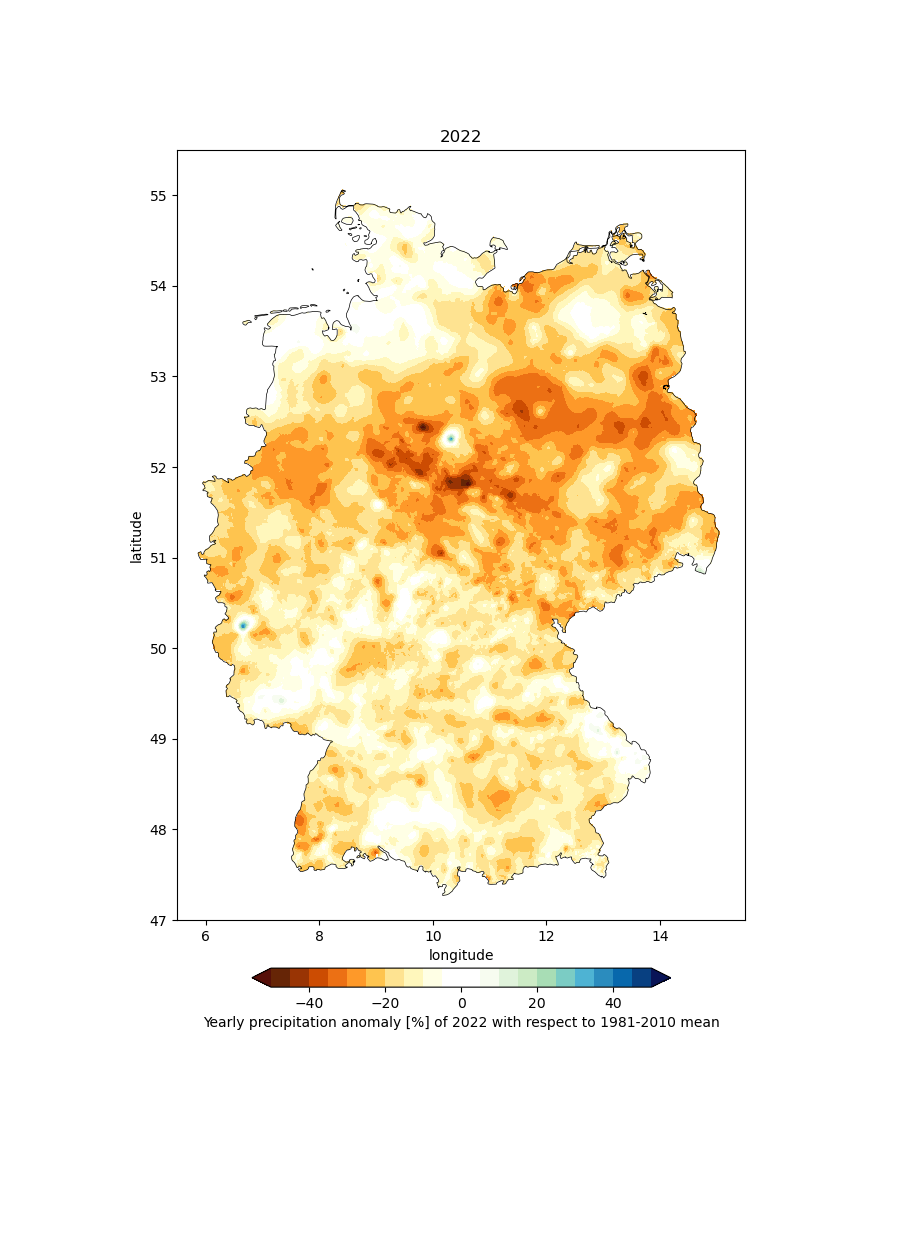 2022
55
54
53
52
51
50
49
48
47
latitude
6 8 10 12 14
longitude
−40 −20 0 20 40
Yearly precipitation anomaly [%] of 2022 with respect to 1981-2010 mean